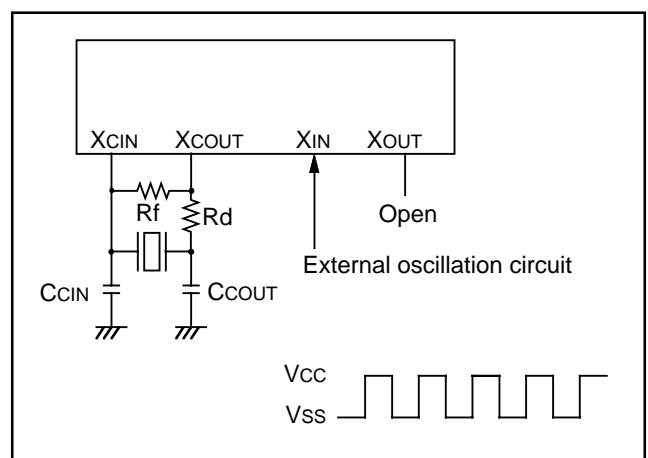 XCIN XCOUT XIN XOUT
Rf Rd
Open
External oscillation circuit
CCIN CCOUT
VCC
VSS